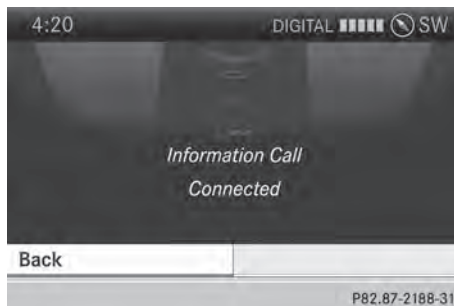 4:20 DIGITAL SW
Information Call
Connected
Back
P82.87-2188-31